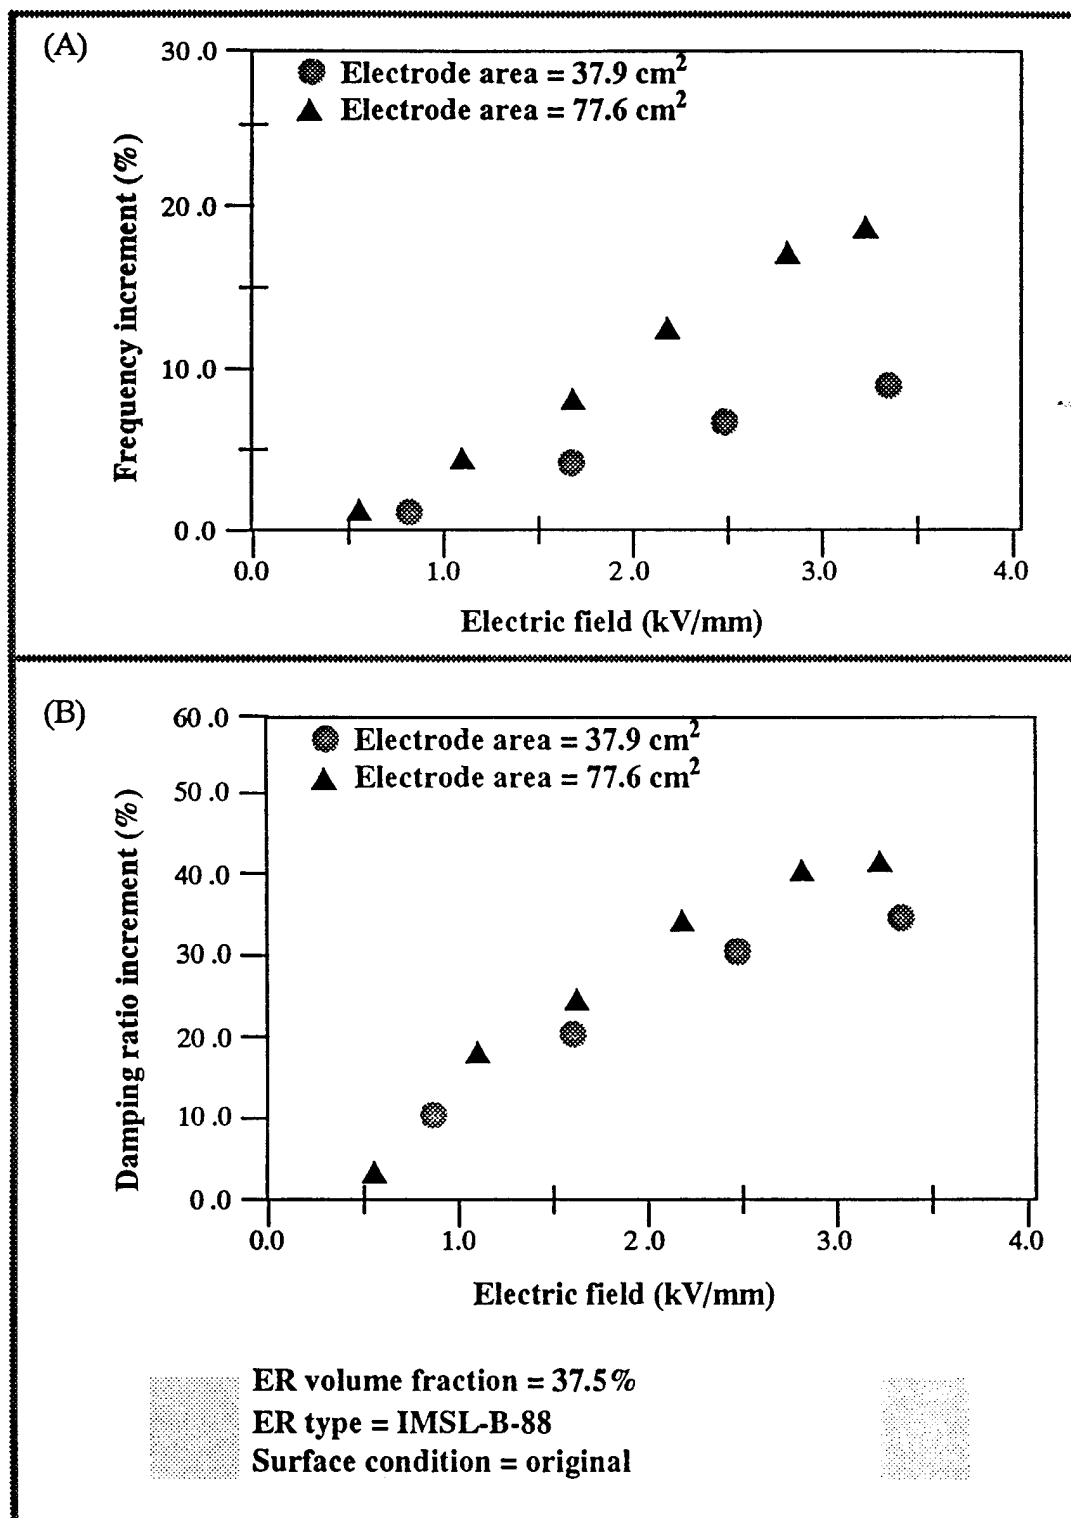 (A)
30.0
Electrode area = 37.9 cm²
Electrode area = 77.6 cm²
20.0
10.0
0.0
Frequency increment (%)
0.0 1.0 2.0 3.0 4.0
Electric field (kV/mm)
(B)
60.0
Electrode area = 37.9 cm²
Electrode area = 77.6 cm²
50.0
40.0
30.0
20.0
10.0
0.0
Damping ratio increment (%)
0.0 1.0 2.0 3.0 4.0
Electric field (kV/mm)
ER volume fraction = 37.5%
ER type = IMSL-B-88
Surface condition = original